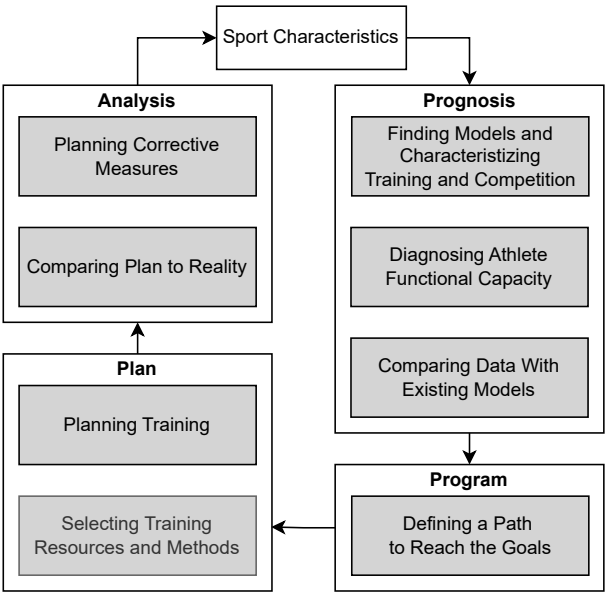 Sport Characteristics
Analysis
Planning Corrective
Measures
Comparing Plan to Reality
Prognosis
Finding Models and
Characteristizing
Training and Competition
Diagnosing Athlete
Functional Capacity
Comparing Data With
Existing Models
Plan
Planning Training
Selecting Training
Resources and Methods
Program
Defining a Path
to Reach the Goals